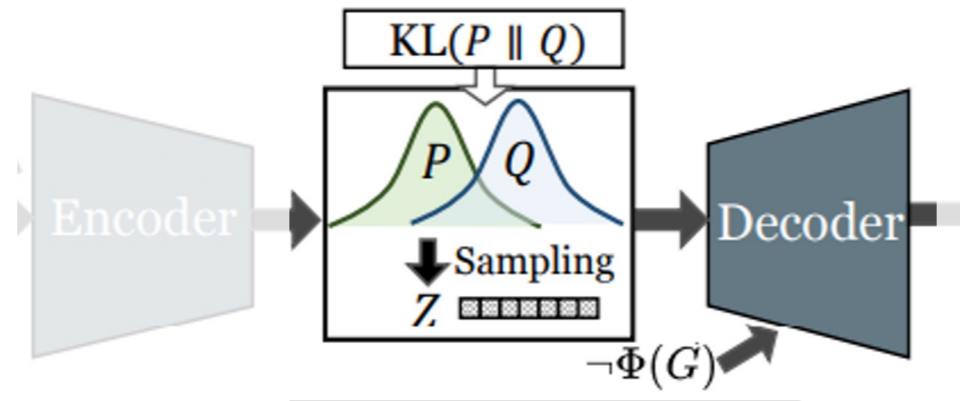 KL(P ∥ Q)
P Q
Encoder
Decoder
Sampling
Z
¬Φ(G)